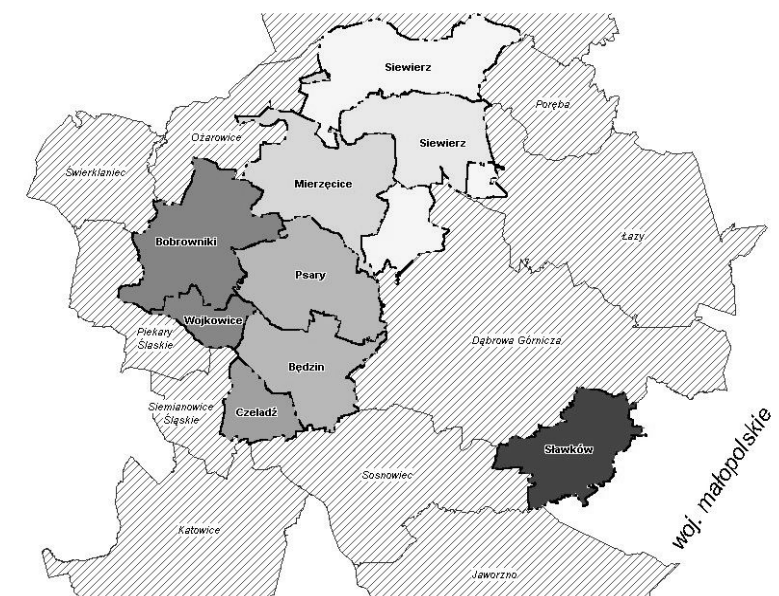 Siewierz
Poręba
Ożarowice
Siewierz
Świerklaniec
Mierzęcice
Łazy
Bobrowniki
Psary
Wojkowice
Piekary
Śląskie
Dąbrowa Górnicza
Będzin
Siemianowice
Śląskie
Czeladź
Sławków
Sosnowiec
woj. małopolskie
Katowice
Jaworzno